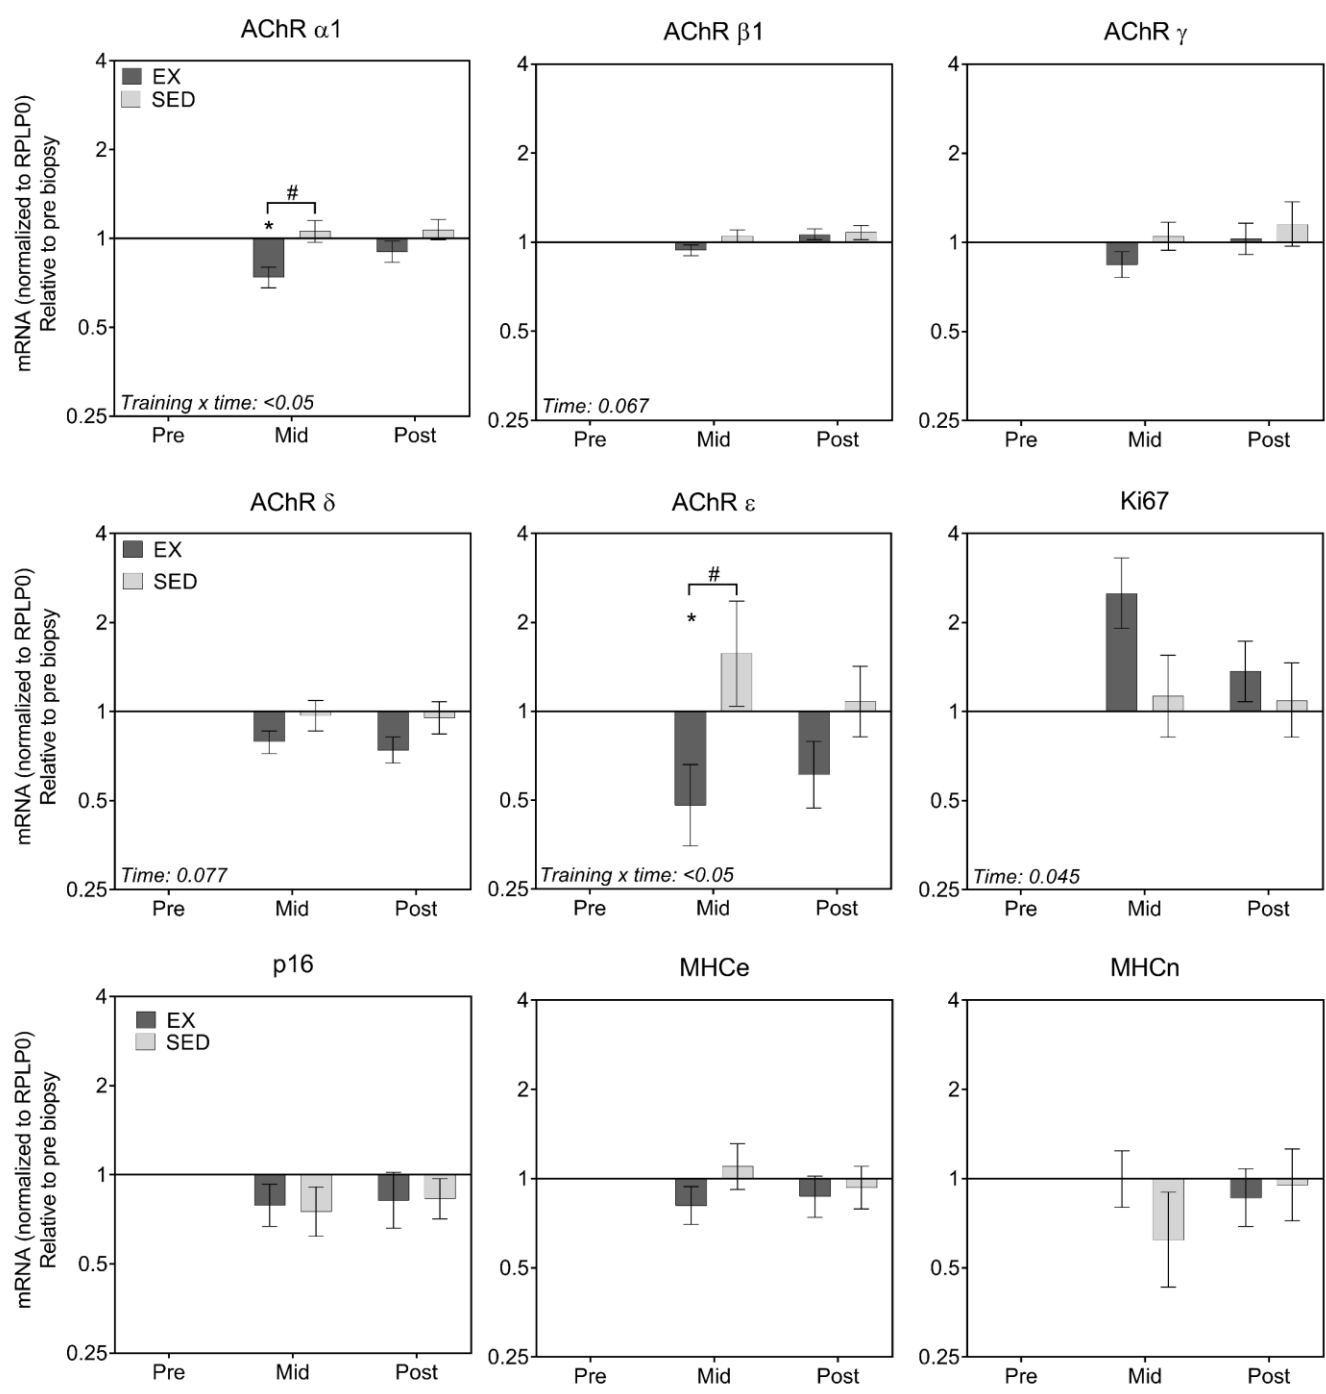 AChR α1
AChR β1
AChR γ
mRNA (normalized to RPLP0)
Relative to pre biopsy
4
2
1
0.5
0.25
EX
SED
*
#
Training x time: <0.05
Pre Mid Post
4
2
1
0.5
0.25
Time: 0.067
Pre Mid Post
4
2
1
0.5
0.25
Pre Mid Post
AChR δ
AChR ε
Ki67
mRNA (normalized to RPLP0)
Relative to pre biopsy
4
2
1
0.5
0.25
EX
SED
Time: 0.077
Pre Mid Post
4
2
1
0.5
0.25
#
*
Training x time: <0.05
Pre Mid Post
4
2
1
0.5
0.25
Time: 0.045
Pre Mid Post
p16
MHCe
MHCn
mRNA (normalized to RPLP0)
Relative to pre biopsy
4
2
1
0.5
0.25
EX
SED
Pre Mid Post
4
2
1
0.5
0.25
Pre Mid Post
4
2
1
0.5
0.25
Pre Mid Post